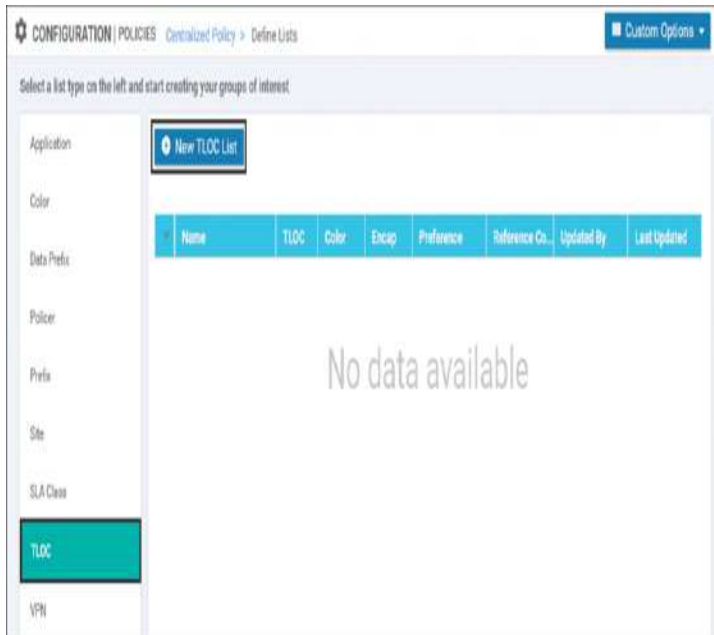 CONFIGURATION | POLICIES Centralized Policy > Define Lists
Custom Options
Select a list type on the left and start creating your groups of interest
Application
New TLOC List
Color
Name TLOC Color Encap Preference Reference Co... Updated By Last Updated
Data Prefix
Policer
No data available
Prefix
Site
SLA Class
TLOC
VPN